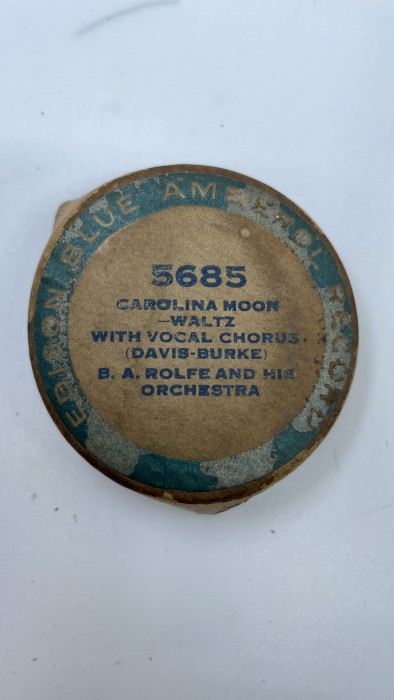 EDISON BLUE AMBEROL RECORD
5685
CAROLINA MOON
—WALTZ
WITH VOCAL CHORUS
(DAVIS-BURKE)
B. A. ROLFE AND HIS
ORCHESTRA